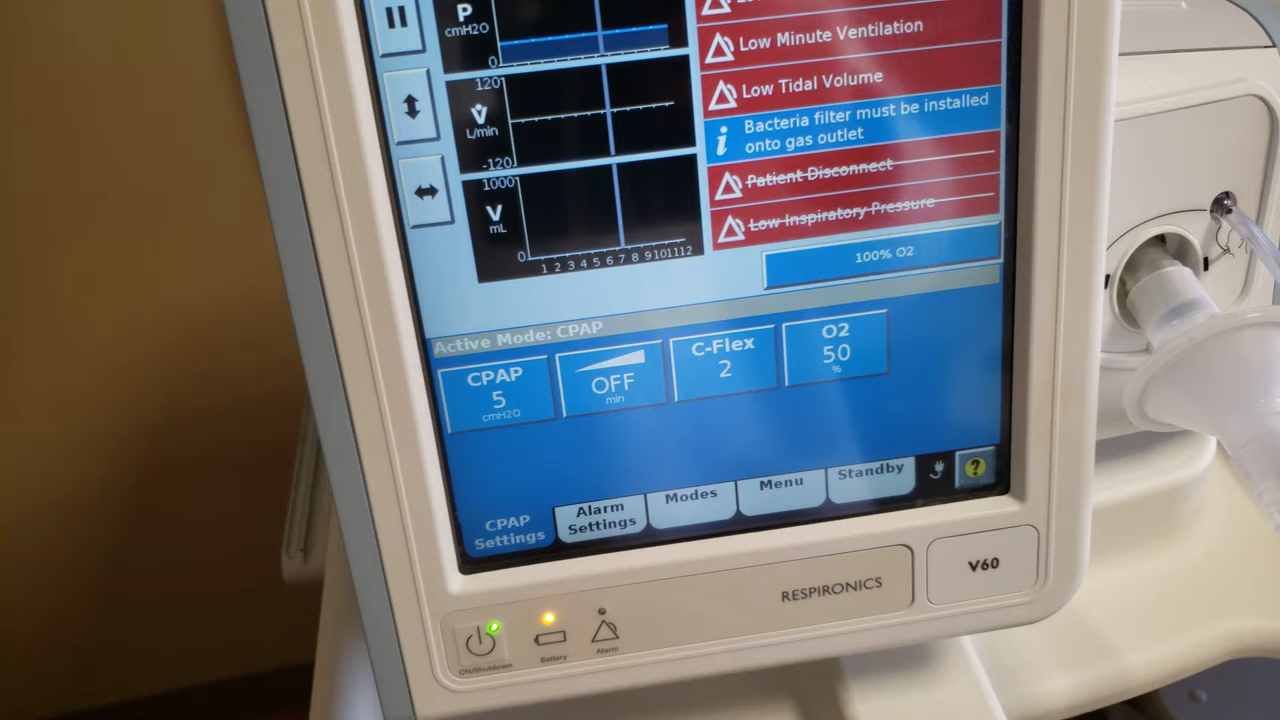 P
cmH2O
0
120
V̇
L/min
-120
1000
V
mL
0
1 2 3 4 5 6 7 8 9 10 11 12
Low Minute Ventilation
Low Tidal Volume
i
Bacteria filter must be installed
onto gas outlet
Patient Disconnect
Low Inspiratory Pressure
100% O2
Active Mode: CPAP
CPAP
5
cmH2O
OFF
min
C-Flex
2
O2
50
%
CPAP
Settings
Alarm
Settings
Modes
Menu
Standby
?
RESPIRONICS
V60
ON/Shutdown
Battery
Alarm